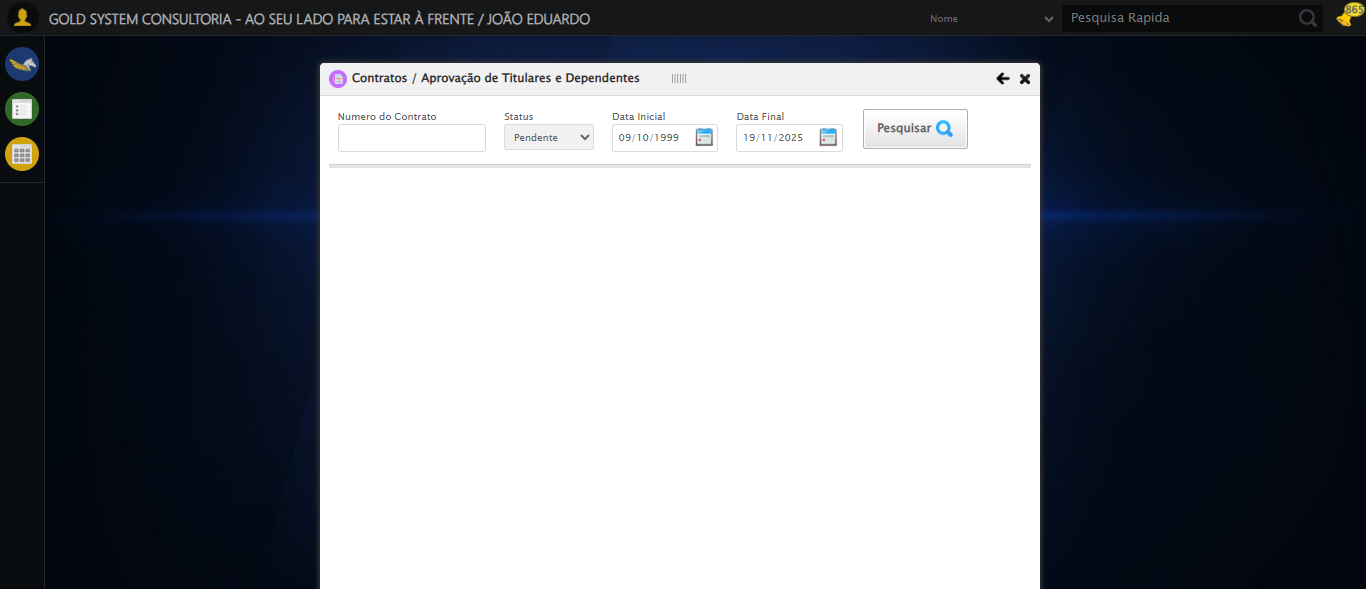 GOLD SYSTEM CONSULTORIA - AO SEU LADO PARA ESTAR À FRENTE / JOÃO EDUARDO
Nome
Pesquisa Rapida
865
Contratos / Aprovação de Titulares e Dependentes
Numero do Contrato
Status
Data Inicial
Data Final
Pendente
09/10/1999
19/11/2025
Pesquisar